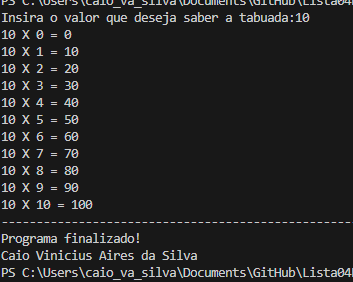 PS C:\Users\caio_va_silva\Documents\GitHub\Lista04
Insira o valor que deseja saber a tabuada:10
10 X 0 = 0
10 X 1 = 10
10 X 2 = 20
10 X 3 = 30
10 X 4 = 40
10 X 5 = 50
10 X 6 = 60
10 X 7 = 70
10 X 8 = 80
10 X 9 = 90
10 X 10 = 100
--------------------------------------------------
Programa finalizado!
Caio Vinicius Aires da Silva
PS C:\Users\caio_va_silva\Documents\GitHub\Lista04